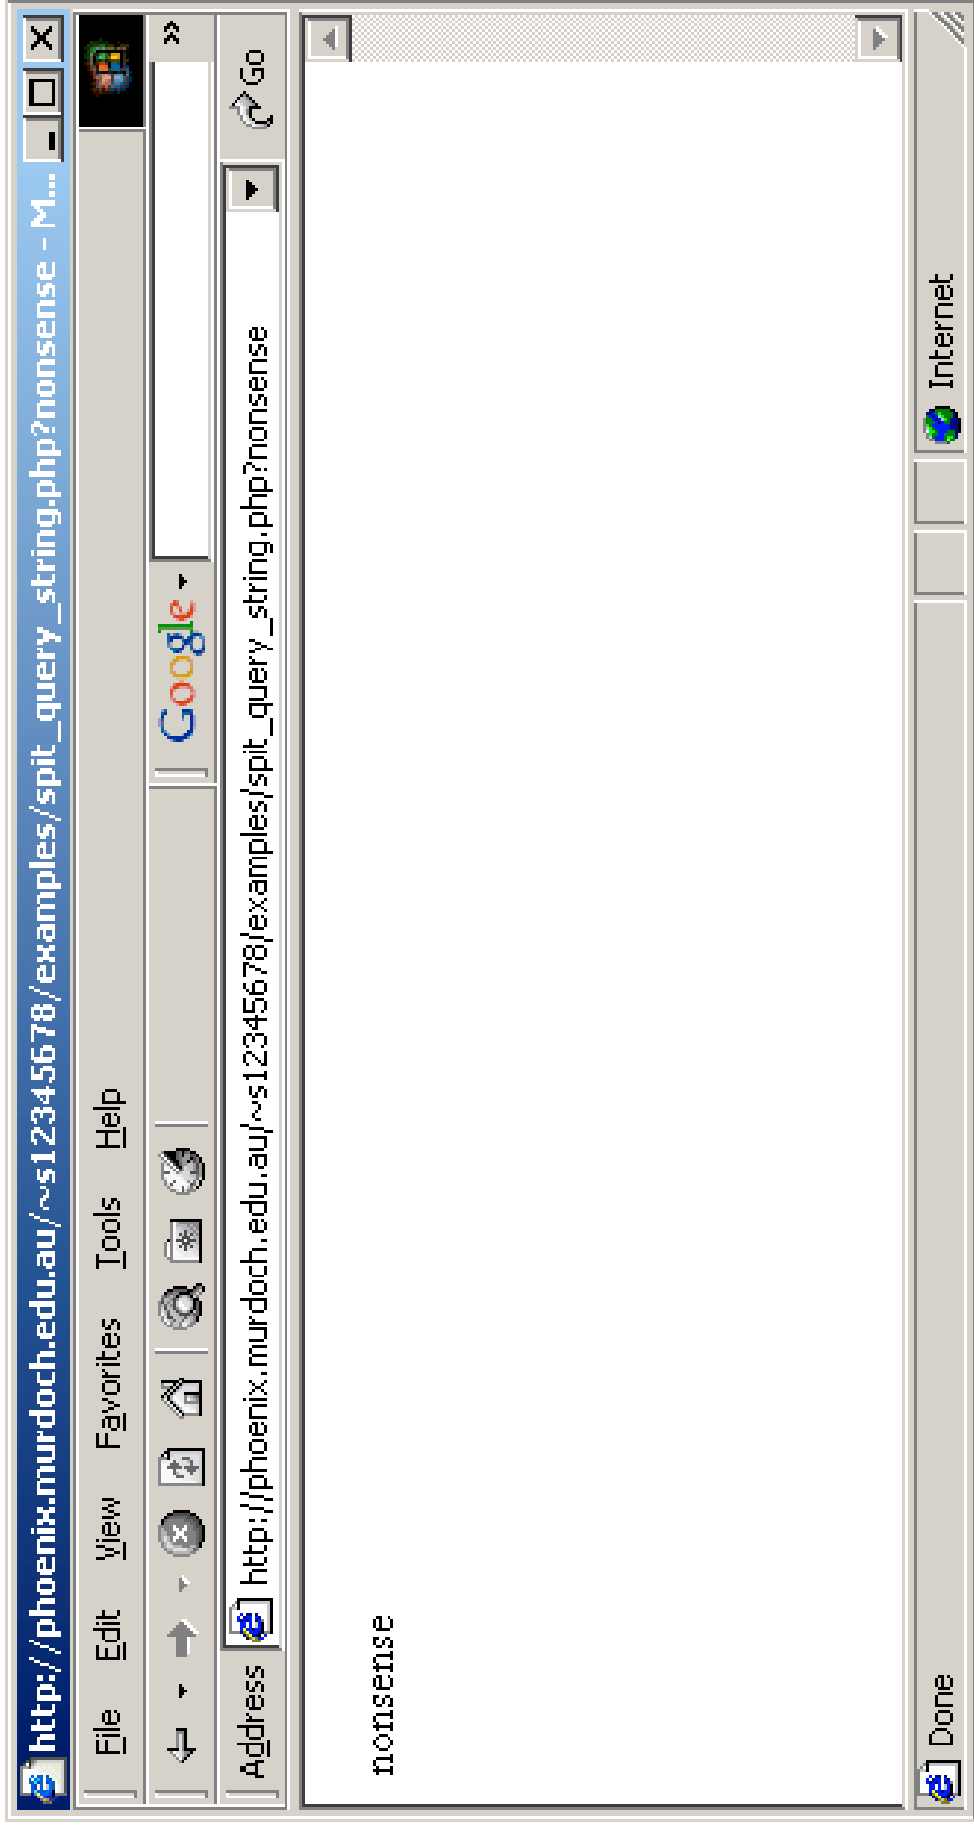 http://phoenix.murdoch.edu.au/~s12345678/examples/spit_query_string.php?nonsense - M...
File Edit View Favorites Tools Help
Google
Address http://phoenix.murdoch.edu.au/~s12345678/examples/spit_query_string.php?nonsense Go
nonsense
Done Internet